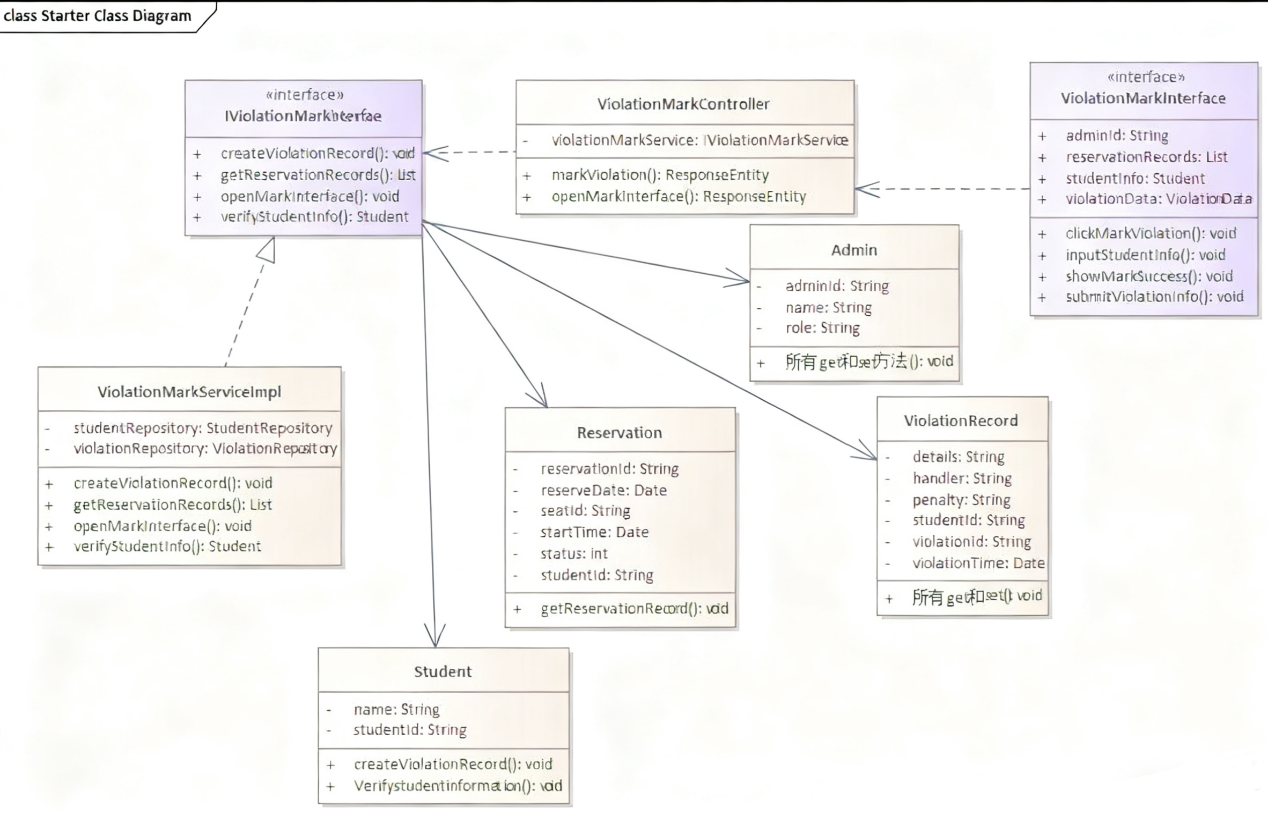 class Starter Class Diagram
«interface»
IViolationMarkInterfae
+ createViolationRecord(): void
+ getReservationRecords(): List
+ openMarkInterface(): void
+ verifyStudentInfo(): Student
ViolationMarkController
- violationMarkService: IViolationMarkService
+ markViolation(): ResponseEntity
+ openMarkInterface(): ResponseEntity
«interface»
ViolationMarkInterface
+ adminId: String
+ reservationRecords: List
+ studentInfo: Student
+ violationData: ViolationData
+ clickMarkViolation(): void
+ inputStudentInfo(): void
+ showMarkSuccess(): void
+ submitViolationInfo(): void
Admin
- adminId: String
- name: String
- role: String
+ 所有get和set方法(): void
ViolationMarkServiceImpl
- studentRepository: StudentRepository
- violationRepository: ViolationRepository
+ createViolationRecord(): void
+ getReservationRecords(): List
+ openMarkInterface(): void
+ verifyStudentInfo(): Student
Reservation
- reservationId: String
- reserveDate: Date
- seatId: String
- startTime: Date
- status: int
- studentId: String
+ getReservationRecord(): void
ViolationRecord
- details: String
- handler: String
- penalty: String
- studentId: String
- violationId: String
- violationTime: Date
+ 所有get和set(): void
Student
- name: String
- studentId: String
+ createViolationRecord(): void
+ Verifystudentinformation(): void